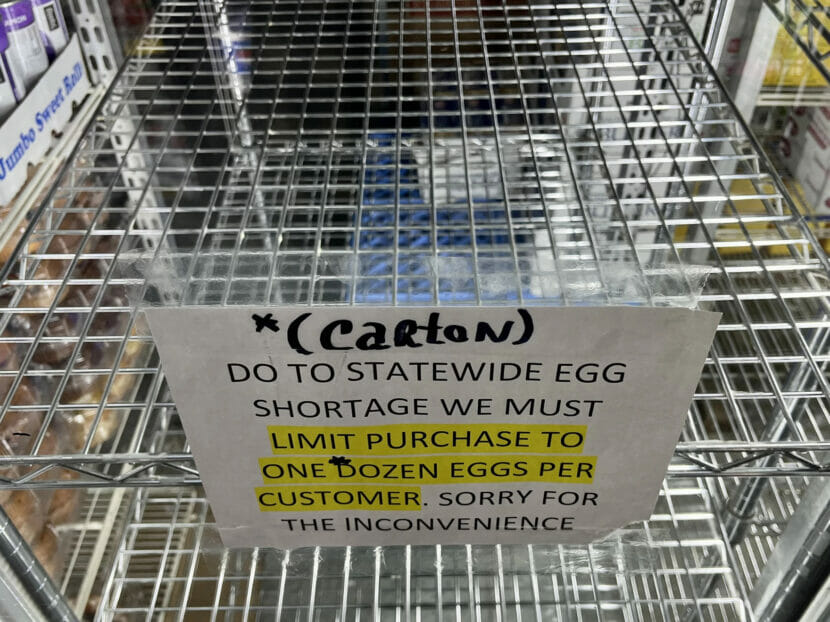 Jumbo Sweet Rolls
*(CARtoN)
DO TO STATEWIDE EGG
SHORTAGE WE MUST
LIMIT PURCHASE TO
ONE *DOZEN EGGS PER
CUSTOMER. SORRY FOR
THE INCONVENIENCE